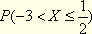 P(-3 < X ≤ 1/2)